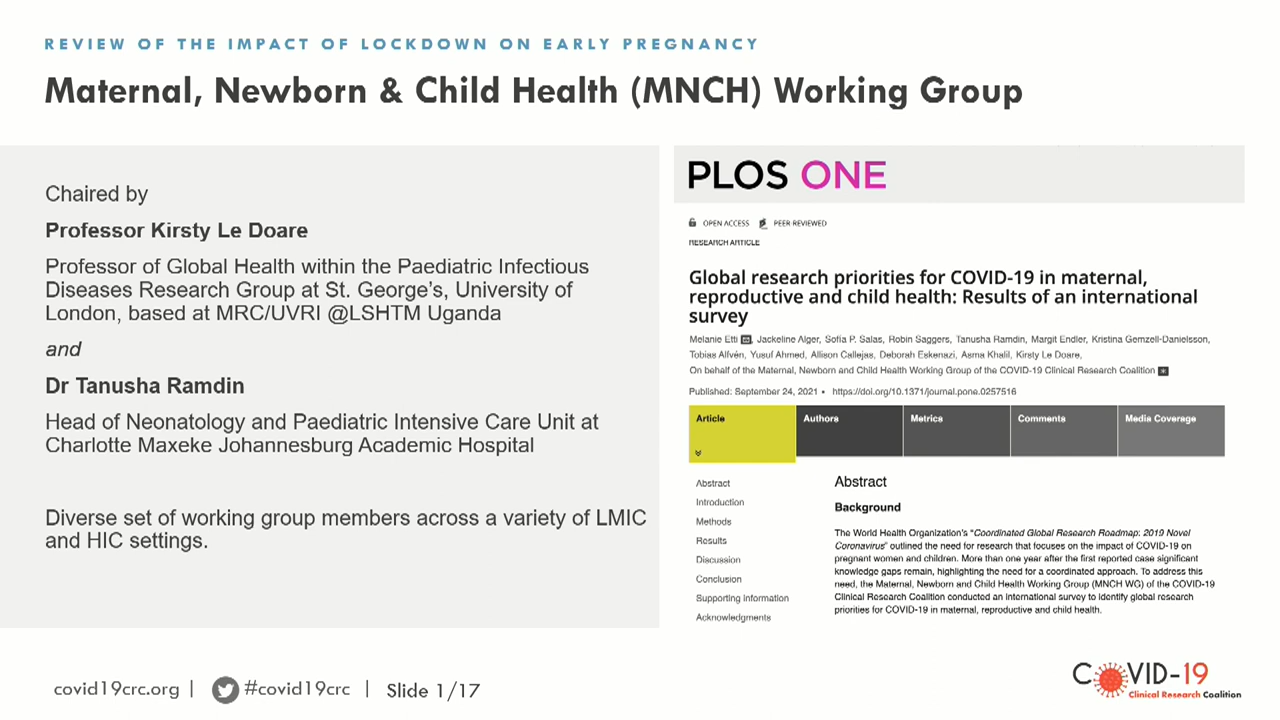 REVIEW OF THE IMPACT OF LOCKDOWN ON EARLY PREGNANCY
Maternal, Newborn & Child Health (MNCH) Working Group
Chaired by
Professor Kirsty Le Doare
Professor of Global Health within the Paediatric Infectious
Diseases Research Group at St. George's, University of
London, based at MRC/UVRI @LSHTM Uganda
and
Dr Tanusha Ramdin
Head of Neonatology and Paediatric Intensive Care Unit at
Charlotte Maxeke Johannesburg Academic Hospital
Diverse set of working group members across a variety of LMIC
and HIC settings.
PLOS ONE
OPEN ACCESS PEER-REVIEWED
RESEARCH ARTICLE
Global research priorities for COVID-19 in maternal,
reproductive and child health: Results of an international
survey
Melanie Etti, Jackeline Alger, Sofía P. Salas, Robin Saggers, Tanusha Ramdin, Margit Endler, Kristina Gemzell-Danielsson,
Tobias Alfvén, Yusuf Ahmed, Allison Callejas, Deborah Eskenazi, Asma Khalil, Kirsty Le Doare,
On behalf of the Maternal, Newborn and Child Health Working Group of the COVID-19 Clinical Research Coalition
Published: September 24, 2021 • https://doi.org/10.1371/journal.pone.0257516
Article Authors Metrics Comments Media Coverage
Abstract
Introduction
Methods
Results
Discussion
Conclusion
Supporting Information
Acknowledgments
Abstract
Background
The World Health Organization's "Coordinated Global Research Roadmap: 2019 Novel
Coronavirus" outlined the need for research that focuses on the impact of COVID-19 on
pregnant women and children. More than one year after the first reported case significant
knowledge gaps remain, highlighting the need for a coordinated approach. To address this
need, the Maternal, Newborn and Child Health Working Group (MNCH WG) of the COVID-19
Clinical Research Coalition conducted an international survey to identify global research
priorities for COVID-19 in maternal, reproductive and child health.
covid19crc.org | #covid19crc | Slide 1/17
COVID-19
Clinical Research Coalition